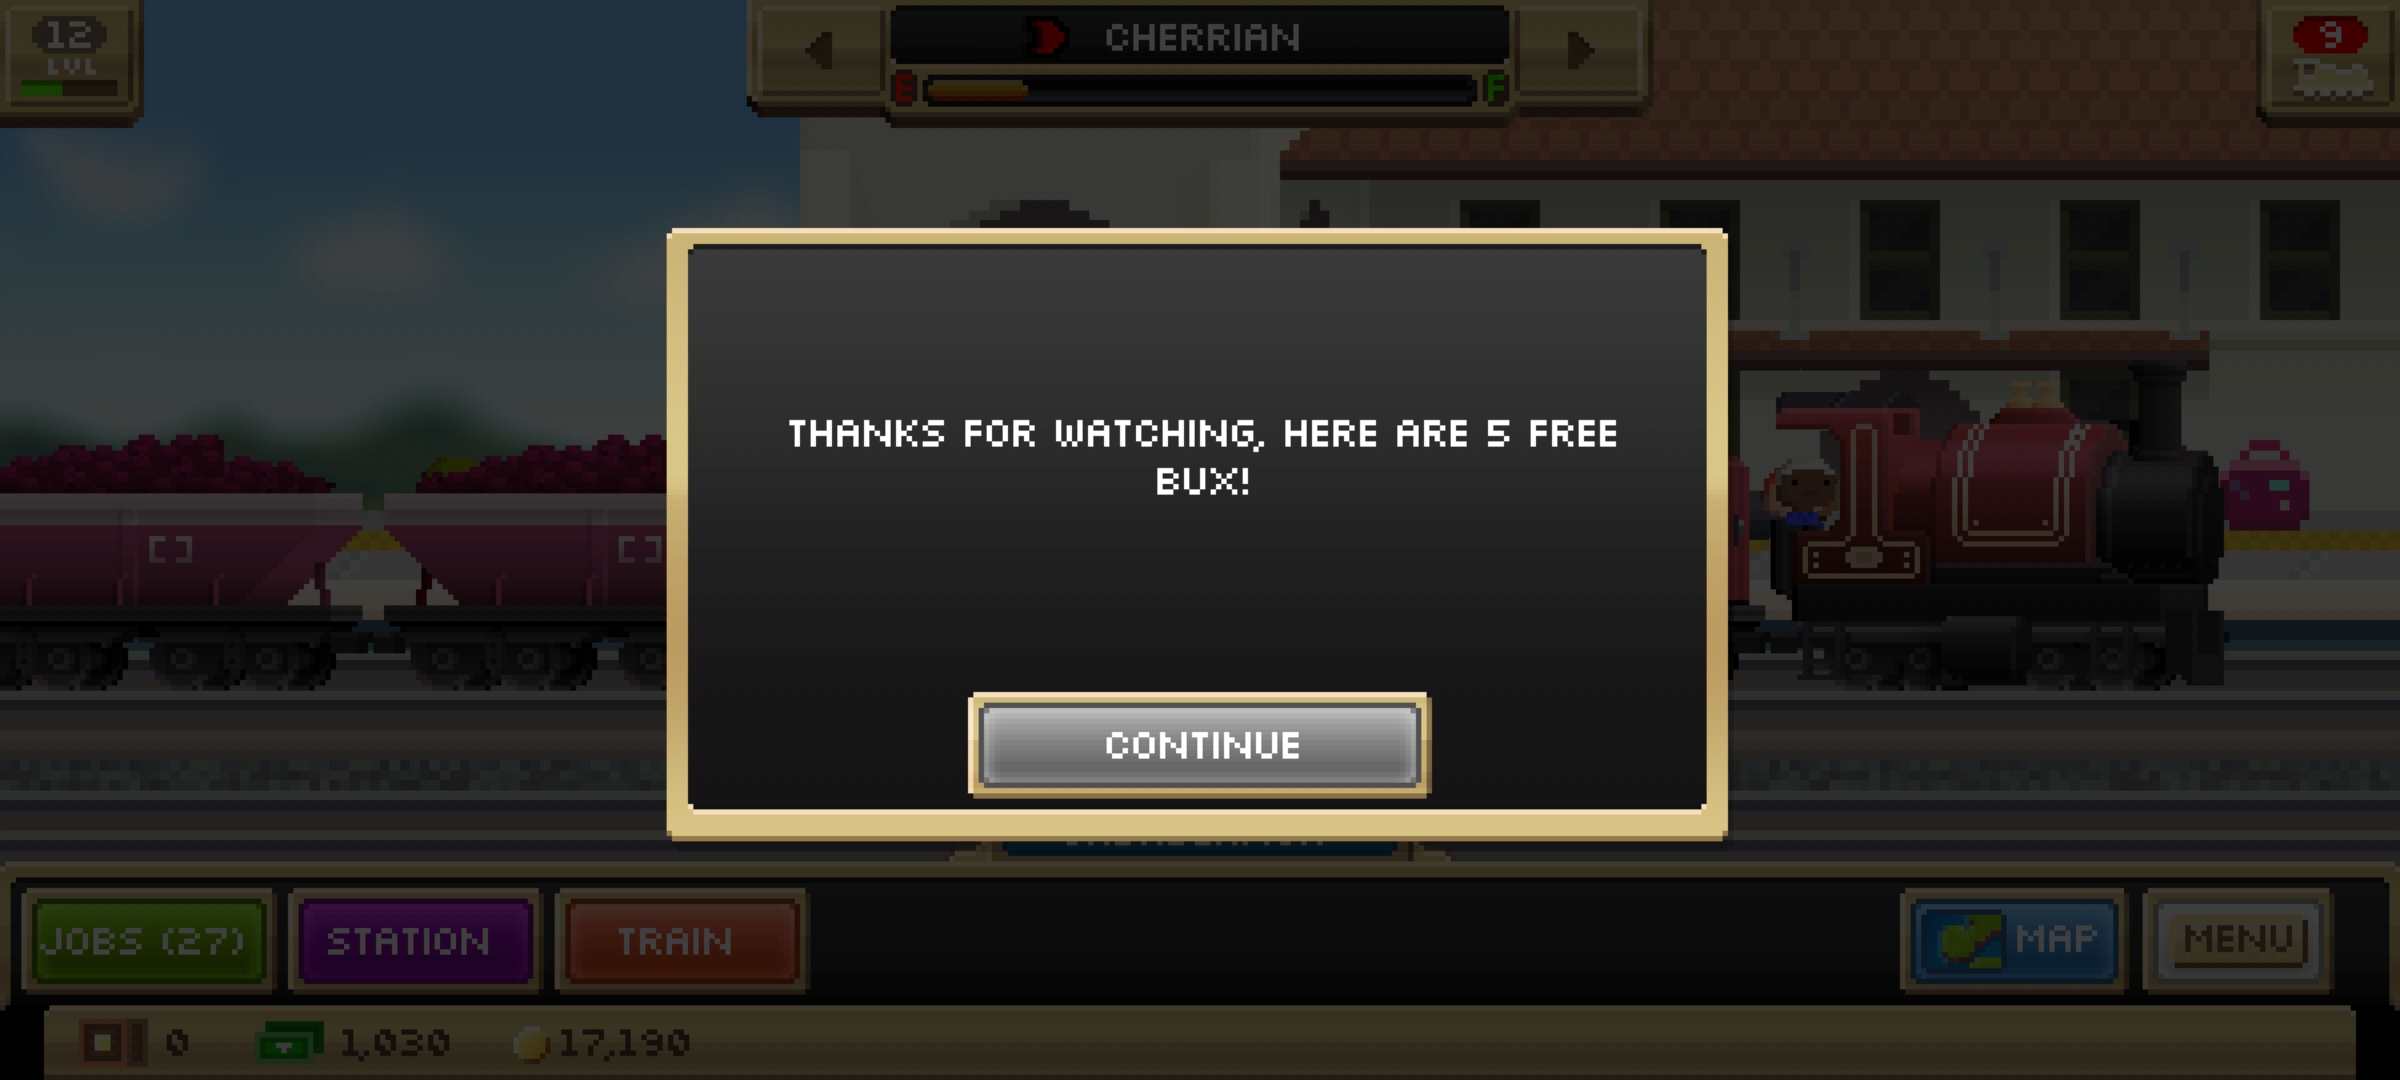 12
LVL
CHERRIAN
E
F
9
THANKS FOR WATCHING, HERE ARE 5 FREE
BUX!
CONTINUE
JOBS (27)
STATION
TRAIN
MAP
MENU
0
1,030
17,190